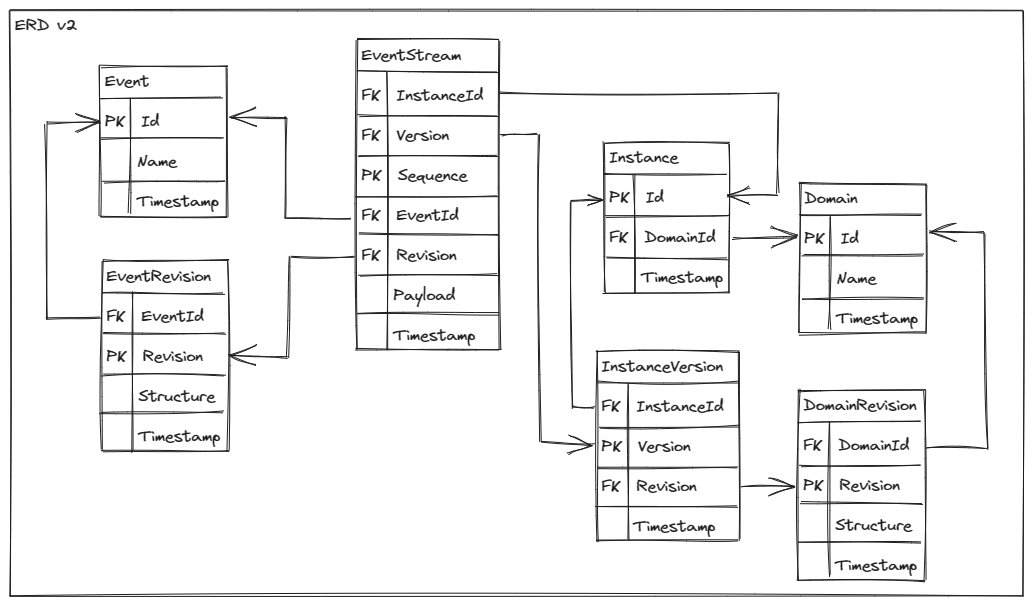 ERD v2
Event
PK Id
Name
Timestamp
EventRevision
FK EventId
PK Revision
Structure
Timestamp
EventStream
FK InstanceId
FK Version
PK Sequence
FK EventId
FK Revision
Payload
Timestamp
Instance
PK Id
FK DomainId
Timestamp
InstanceVersion
FK InstanceId
PK Version
FK Revision
Timestamp
Domain
PK Id
Name
Timestamp
DomainRevision
FK DomainId
PK Revision
Structure
Timestamp